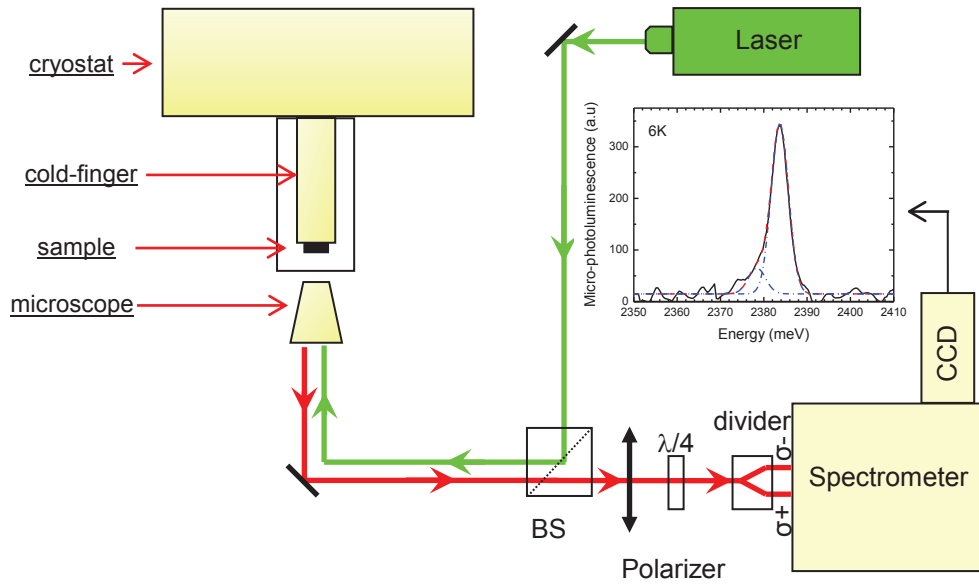 cryostat
cold-finger
sample
microscope
Laser
Micro-photoluminescence (a.u)
300
200
100
0
6K
2350 2360 2370 2380 2390 2400 2410
Energy (meV)
CCD
divider
λ/4
σ-
σ+
Spectrometer
BS
Polarizer